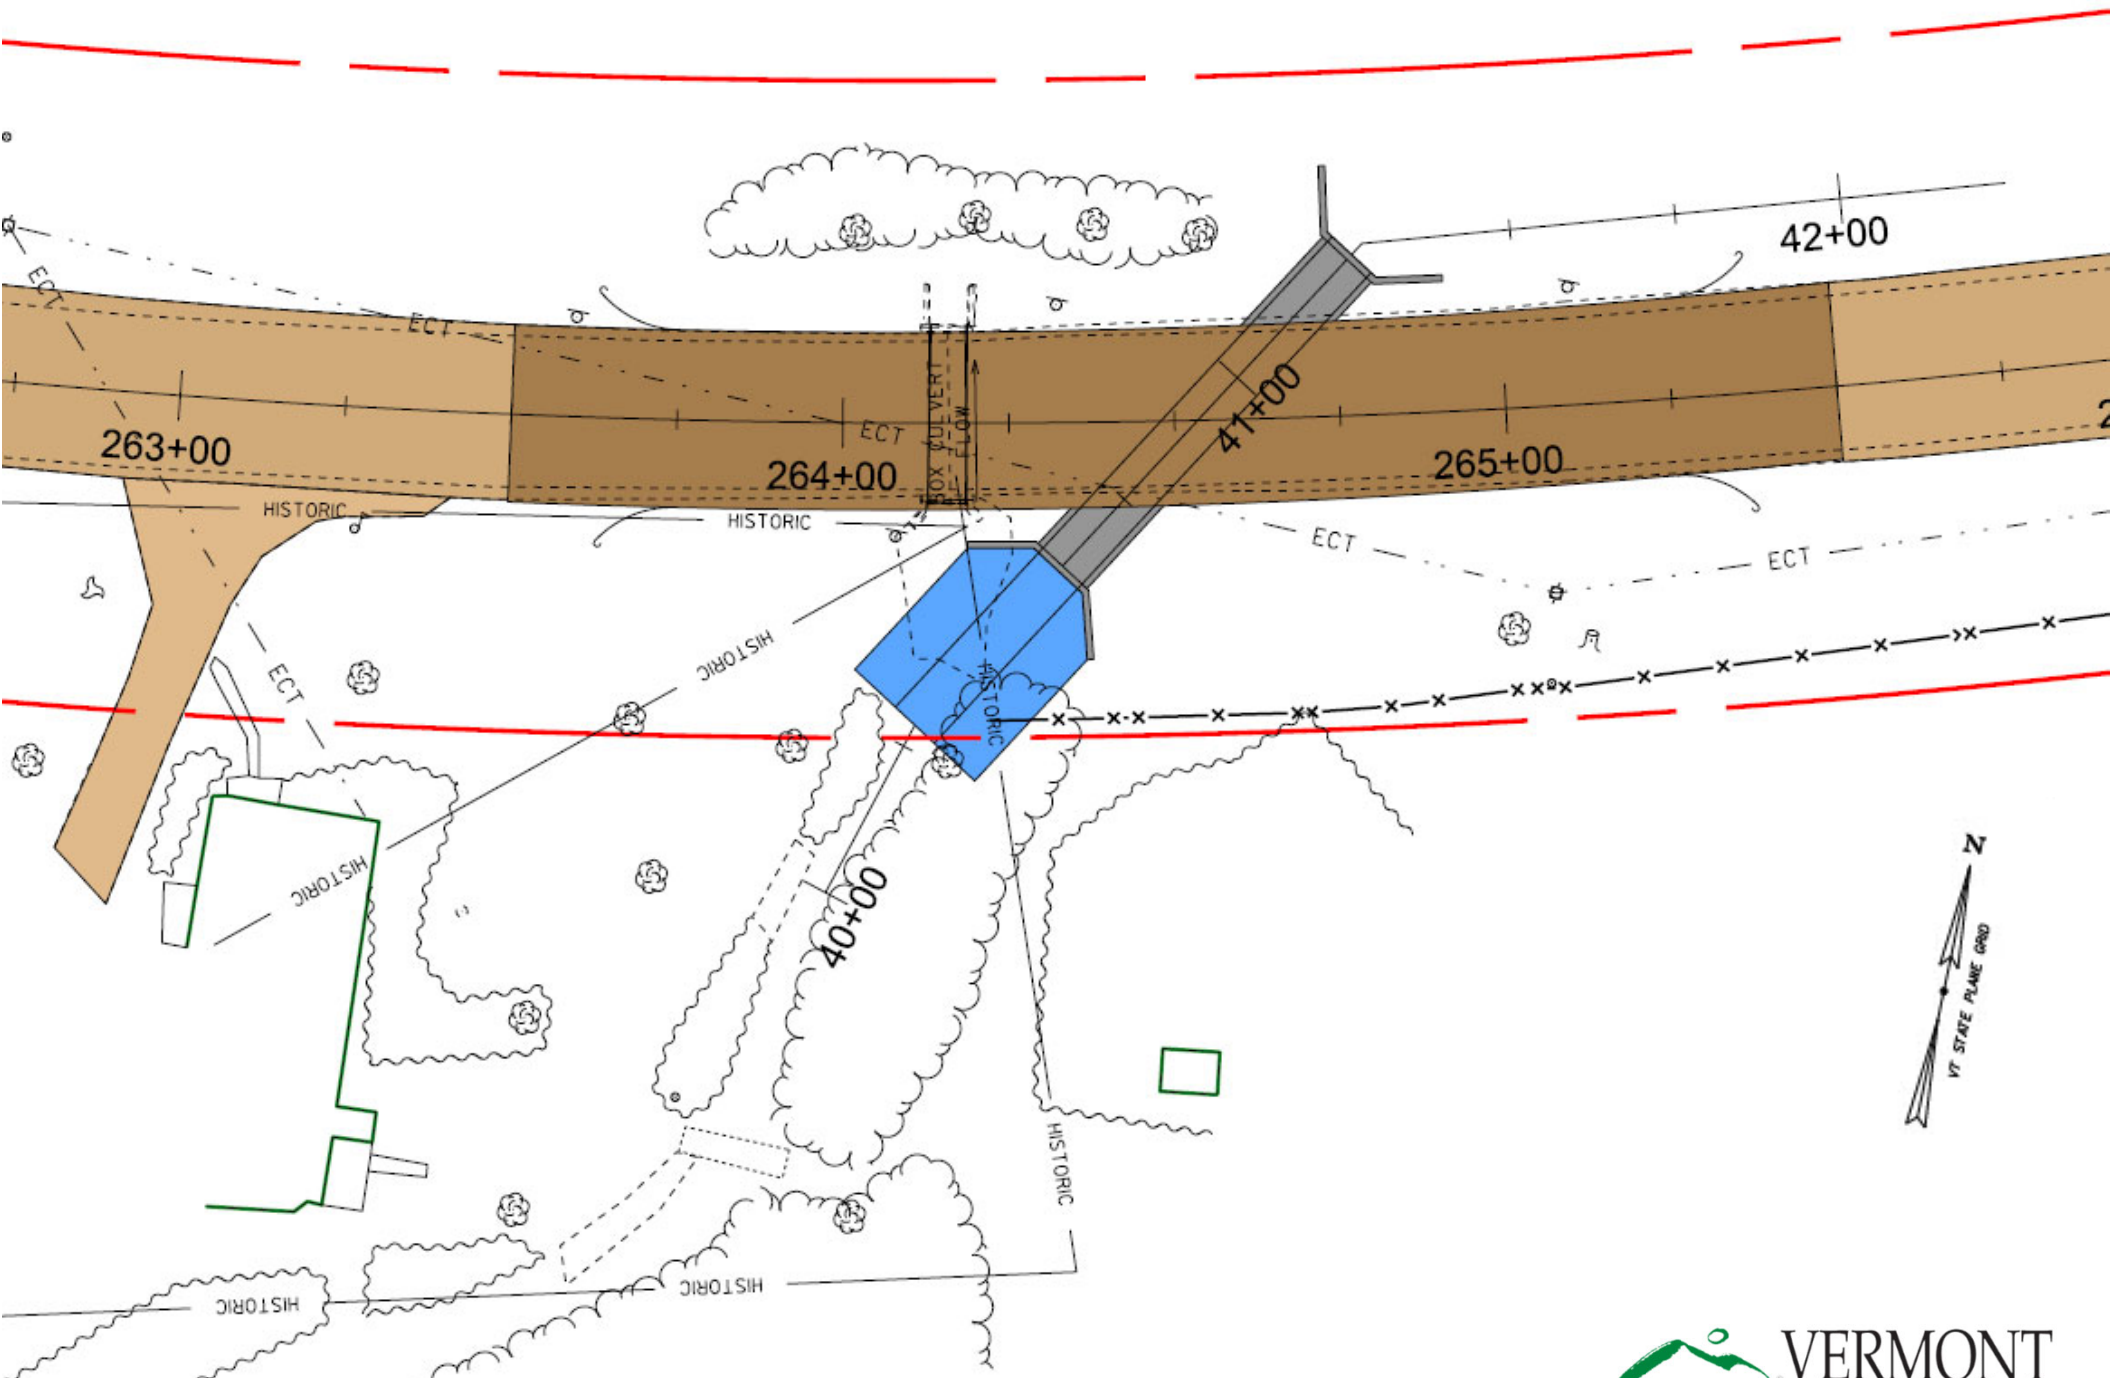 42+00
ECT
ECT
263+00
264+00
ECT
BOX CULVERT
FLOW
41+00
265+00
HISTORIC
HISTORIC
ECT
ECT
HISTORIC
ECT
HISTORIC
HISTORIC
40+00
N
VT STATE PLANE GRID
HISTORIC
HISTORIC
HISTORIC
VERMONT